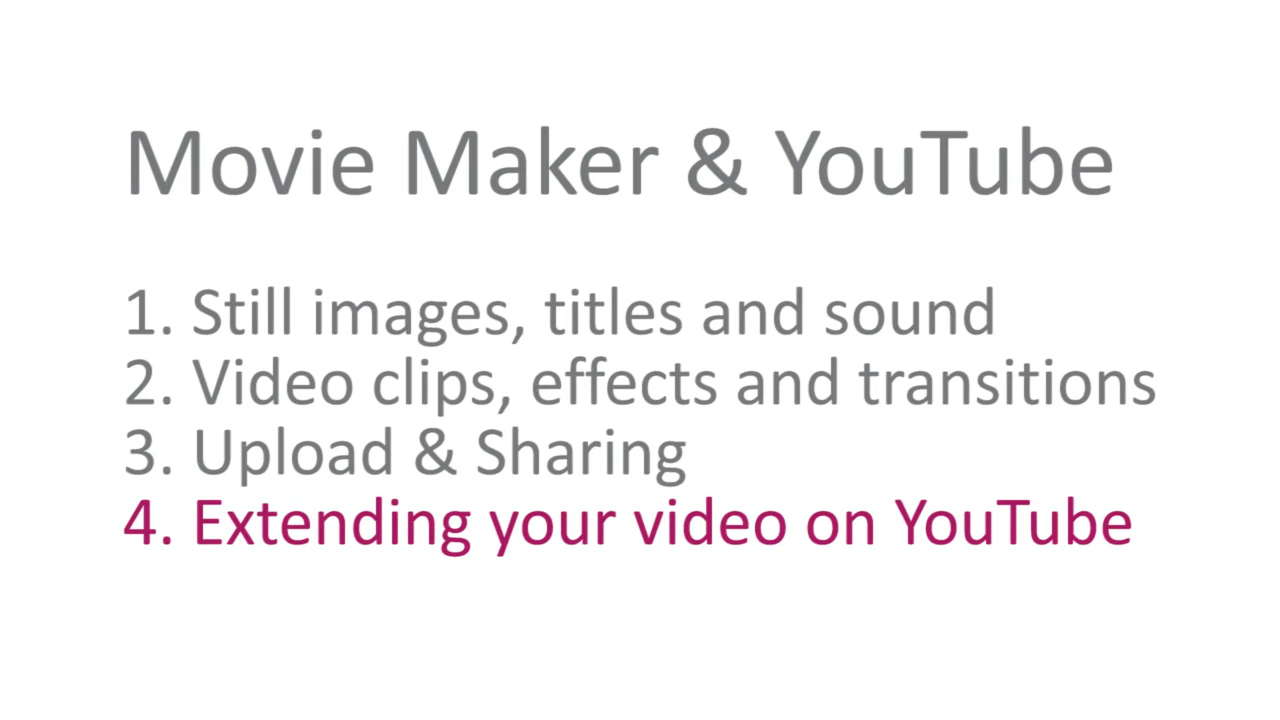 Movie Maker & YouTube
1. Still images, titles and sound
2. Video clips, effects and transitions
3. Upload & Sharing
4. Extending your video on YouTube